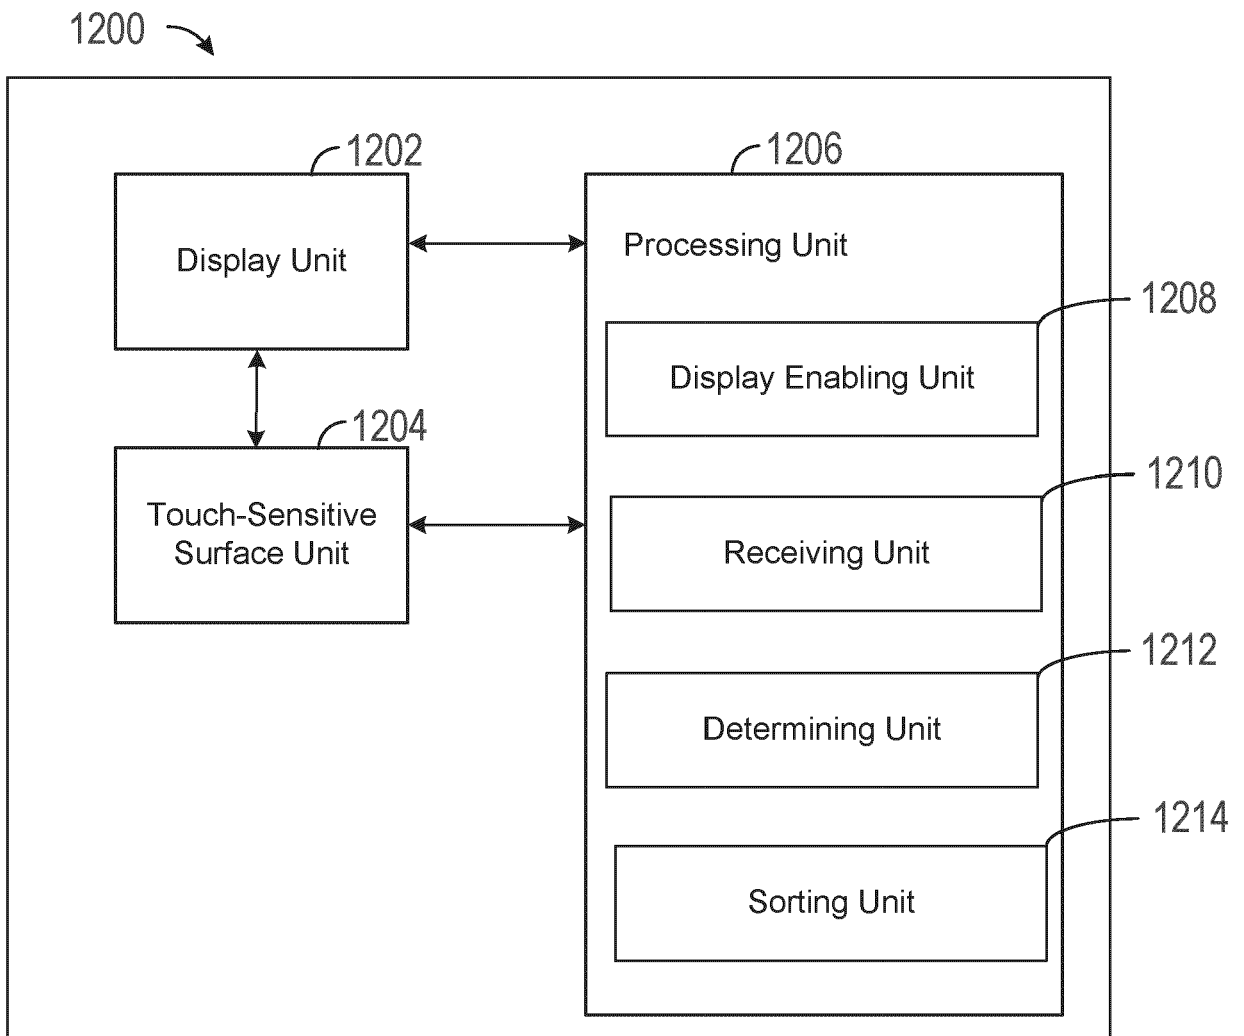 1200
1202
1206
Display Unit
Processing Unit
1208
Display Enabling Unit
1204
Touch-Sensitive
Surface Unit
1210
Receiving Unit
1212
Determining Unit
1214
Sorting Unit